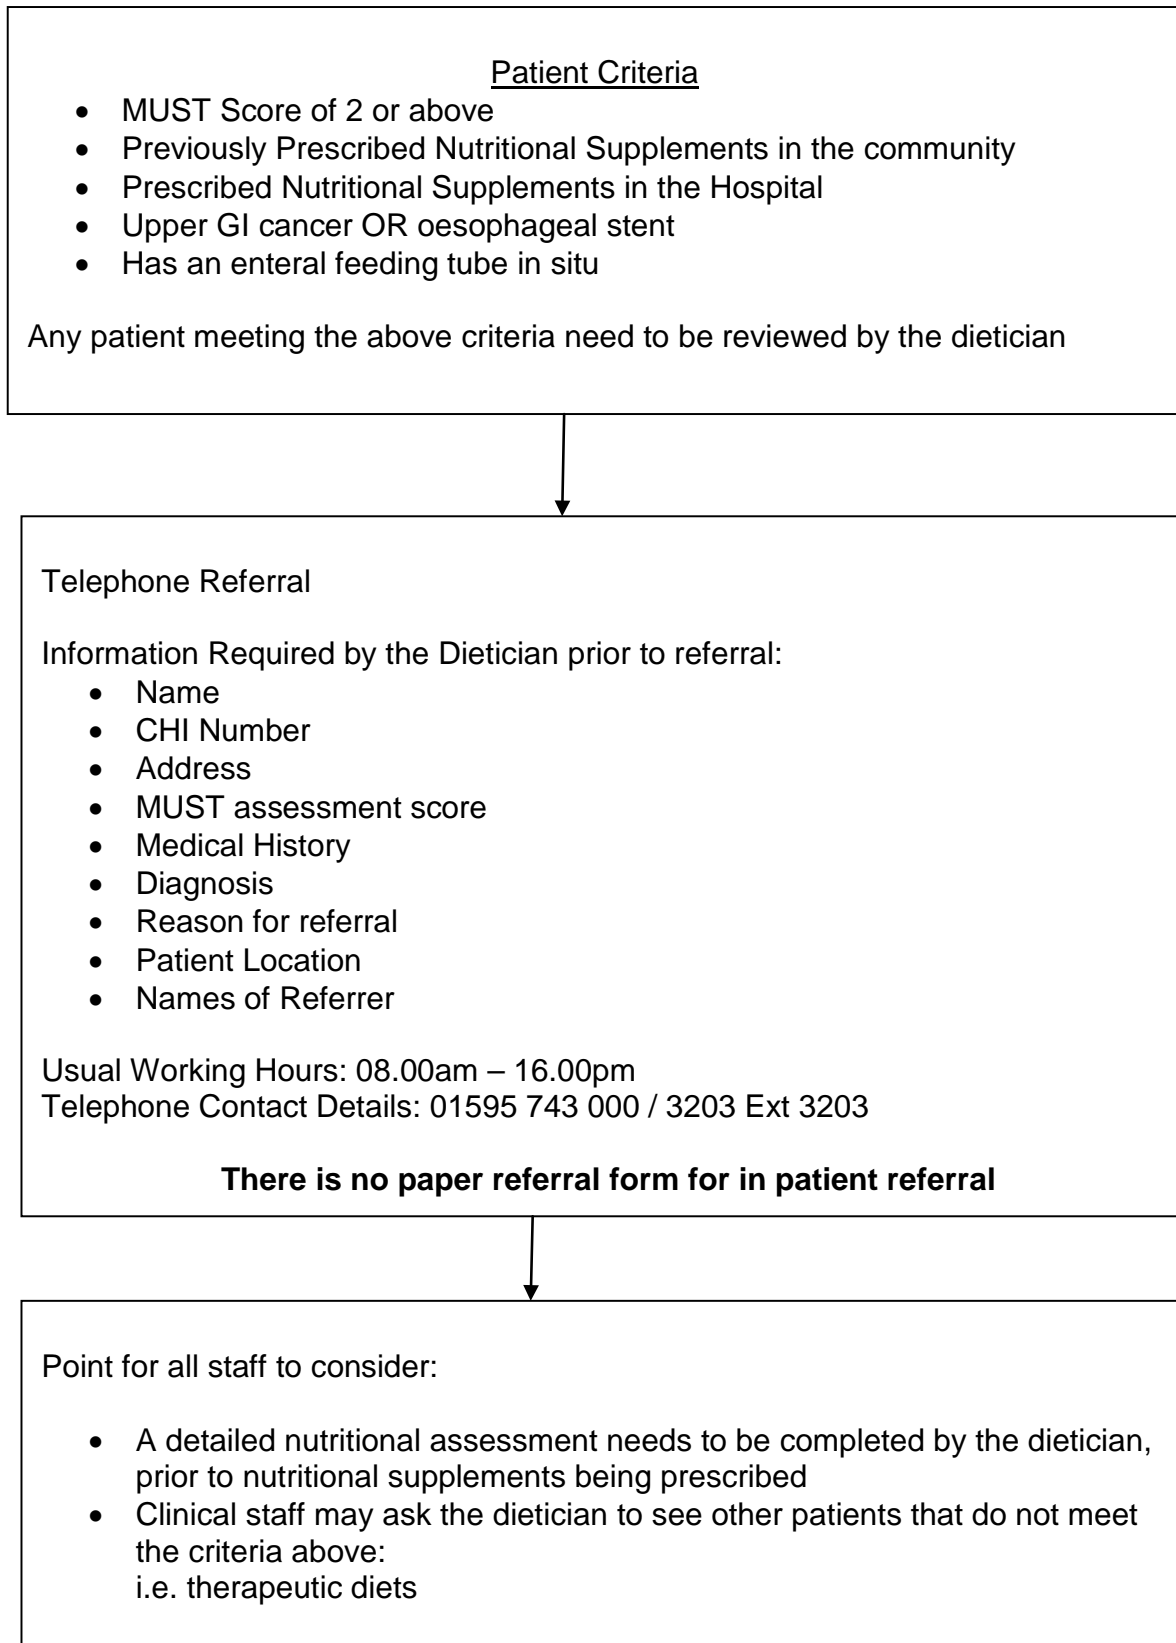 Patient Criteria
• MUST Score of 2 or above
• Previously Prescribed Nutritional Supplements in the community
• Prescribed Nutritional Supplements in the Hospital
• Upper GI cancer OR oesophageal stent
• Has an enteral feeding tube in situ
Any patient meeting the above criteria need to be reviewed by the dietician
Telephone Referral
Information Required by the Dietician prior to referral:
• Name
• CHI Number
• Address
• MUST assessment score
• Medical History
• Diagnosis
• Reason for referral
• Patient Location
• Names of Referrer
Usual Working Hours: 08.00am – 16.00pm
Telephone Contact Details: 01595 743 000 / 3203 Ext 3203
There is no paper referral form for in patient referral
Point for all staff to consider:
• A detailed nutritional assessment needs to be completed by the dietician,
prior to nutritional supplements being prescribed
• Clinical staff may ask the dietician to see other patients that do not meet
the criteria above:
i.e. therapeutic diets